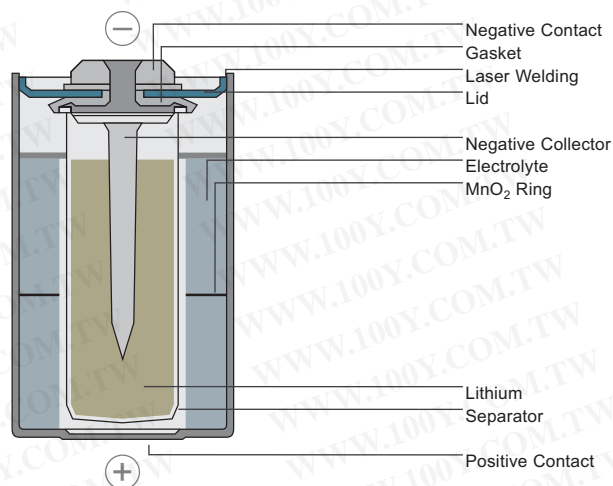 Negative Contact
Gasket
Laser Welding
Lid
Negative Collector
Electrolyte
MnO₂ Ring
Lithium
Separator
Positive Contact
−
+
WWW.100Y.COM.TW